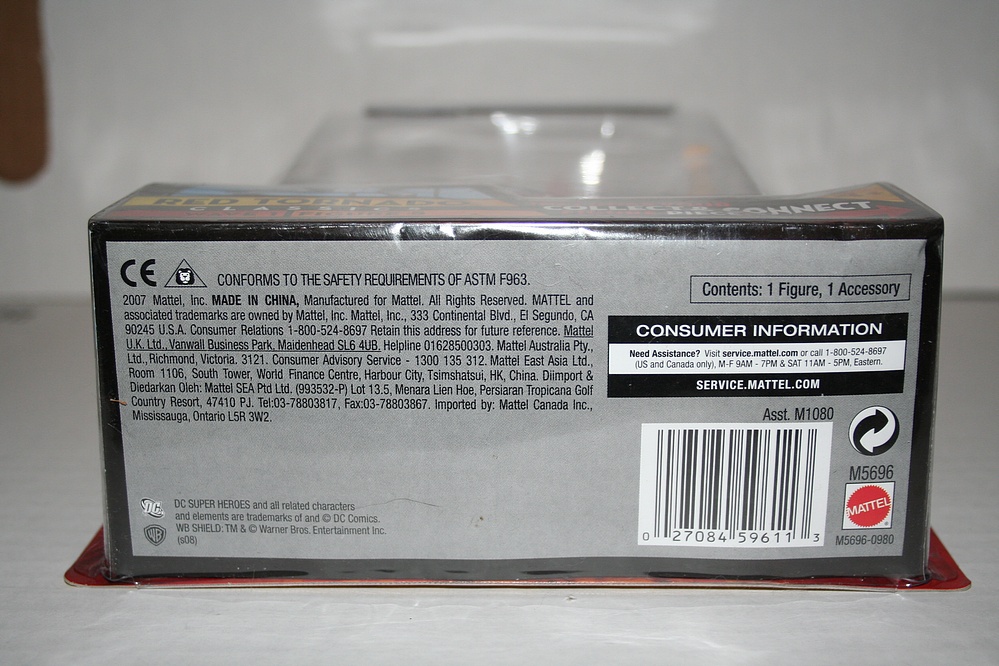 RED TORNADO
CLASSIC
COLLECT
CONNECT
CE CONFORMS TO THE SAFETY REQUIREMENTS OF ASTM F963.
2007 Mattel, Inc. MADE IN CHINA, Manufactured for Mattel. All Rights Reserved. MATTEL and
associated trademarks are owned by Mattel, Inc. Mattel, Inc., 333 Continental Blvd., El Segundo, CA
90245 U.S.A. Consumer Relations 1-800-524-8697 Retain this address for future reference. Mattel
U.K. Ltd., Vanwall Business Park, Maidenhead SL6 4UB. Helpline 01628500303. Mattel Australia Pty.,
Ltd., Richmond, Victoria. 3121. Consumer Advisory Service - 1300 135 312. Mattel East Asia Ltd.,
Room 1106, South Tower, World Finance Centre, Harbour City, Tsimshatsui, HK, China. Diimport &
Diedarkan Oleh: Mattel SEA Ptd Ltd. (993532-P) Lot 13.5, Menara Lien Hoe, Persiaran Tropicana Golf
Country Resort, 47410 PJ. Tel:03-78803817, Fax:03-78803867. Imported by: Mattel Canada Inc.,
Mississauga, Ontario L5R 3W2.
Contents: 1 Figure, 1 Accessory
CONSUMER INFORMATION
Need Assistance? Visit service.mattel.com or call 1-800-524-8697
(US and Canada only), M-F 9AM - 7PM & SAT 11AM - 5PM, Eastern.
SERVICE.MATTEL.COM
Asst. M1080
0 27084 59611 3
M5696
MATTEL
M5696-0980
DC
DC SUPER HEROES and all related characters
and elements are trademarks of and © DC Comics.
WB SHIELD: TM & © Warner Bros. Entertainment Inc.
(s08)
WB